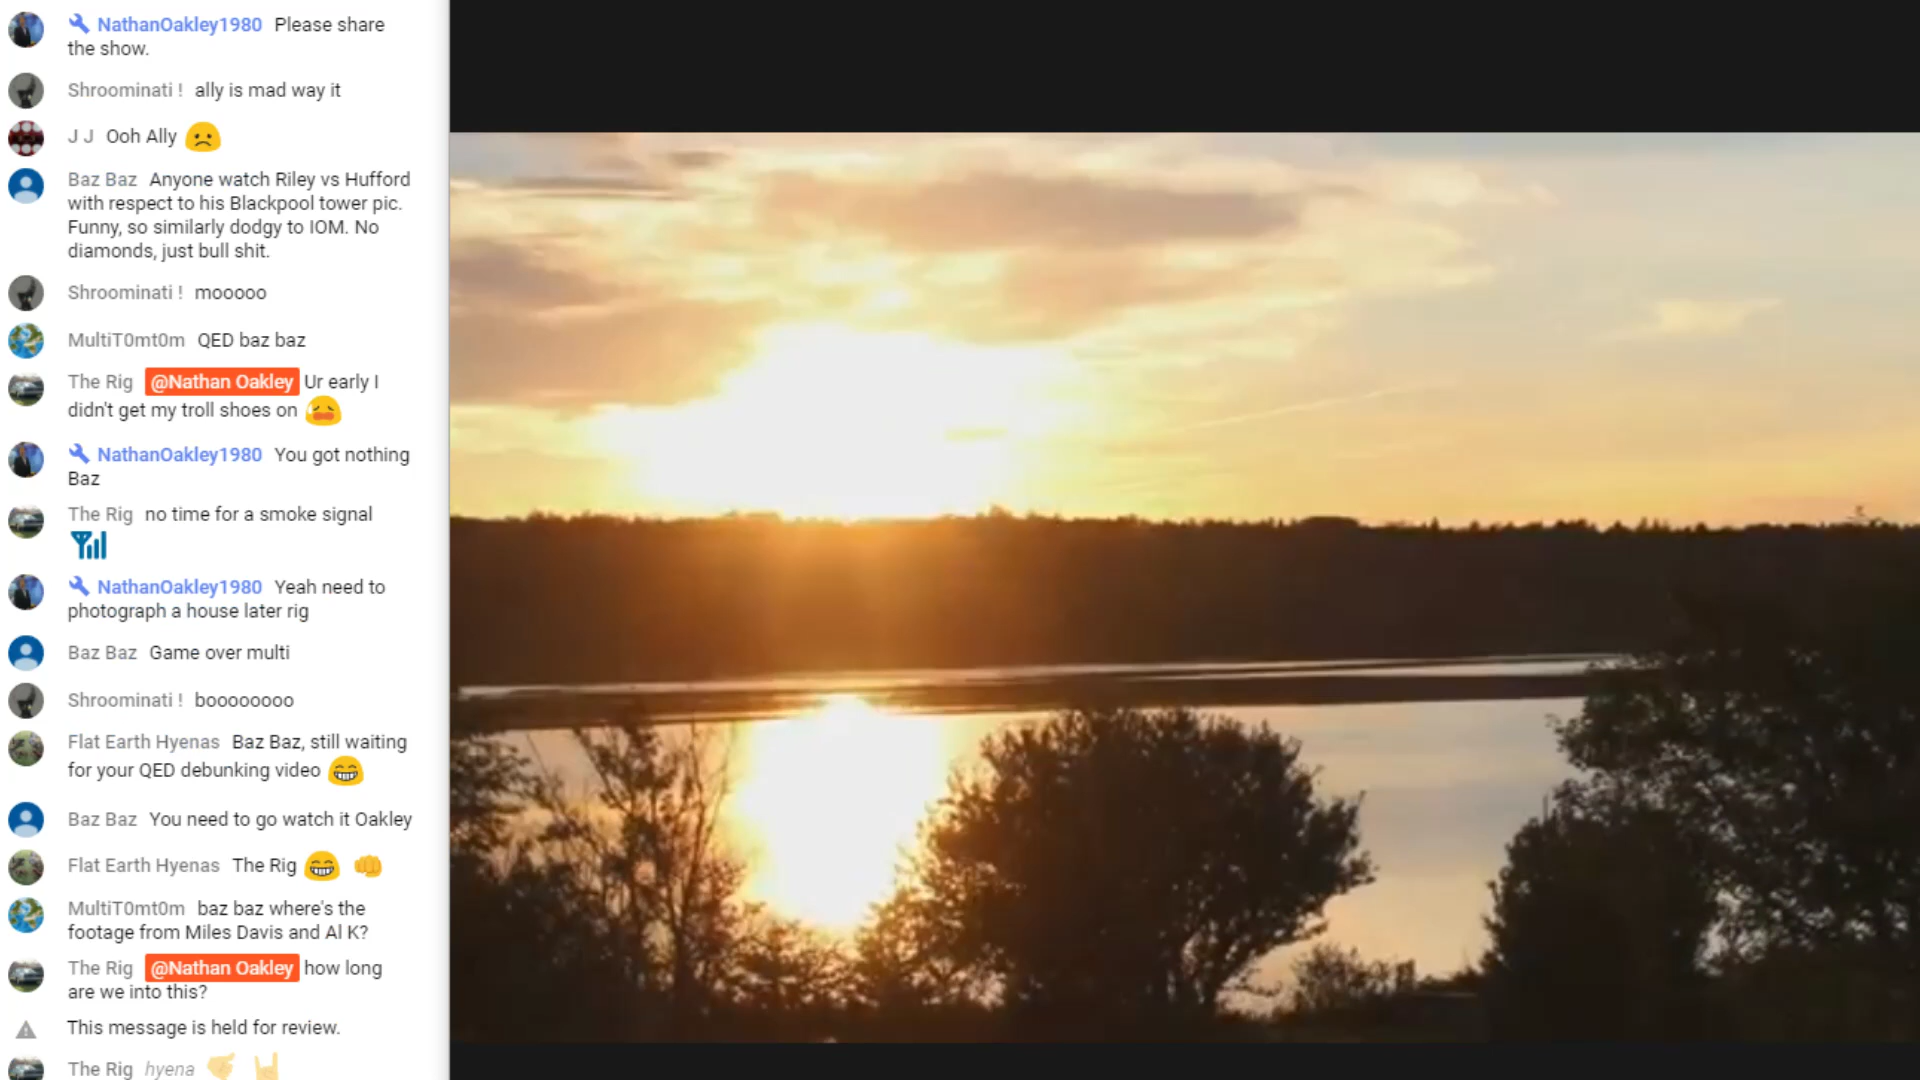 NathanOakley1980 Please share
the show.
Shroominati ! ally is mad way it
J J Ooh Ally
Baz Baz Anyone watch Riley vs Hufford
with respect to his Blackpool tower pic.
Funny, so similarly dodgy to IOM. No
diamonds, just bull shit.
Shroominati ! mooooo
MultiT0mt0m QED baz baz
The Rig @Nathan Oakley Ur early I
didn't get my troll shoes on
NathanOakley1980 You got nothing
Baz
The Rig no time for a smoke signal
NathanOakley1980 Yeah need to
photograph a house later rig
Baz Baz Game over multi
Shroominati ! booooooooo
Flat Earth Hyenas Baz Baz, still waiting
for your QED debunking video
Baz Baz You need to go watch it Oakley
Flat Earth Hyenas The Rig
MultiT0mt0m baz baz where's the
footage from Miles Davis and Al K?
The Rig @Nathan Oakley how long
are we into this?
This message is held for review.
The Rig hyena